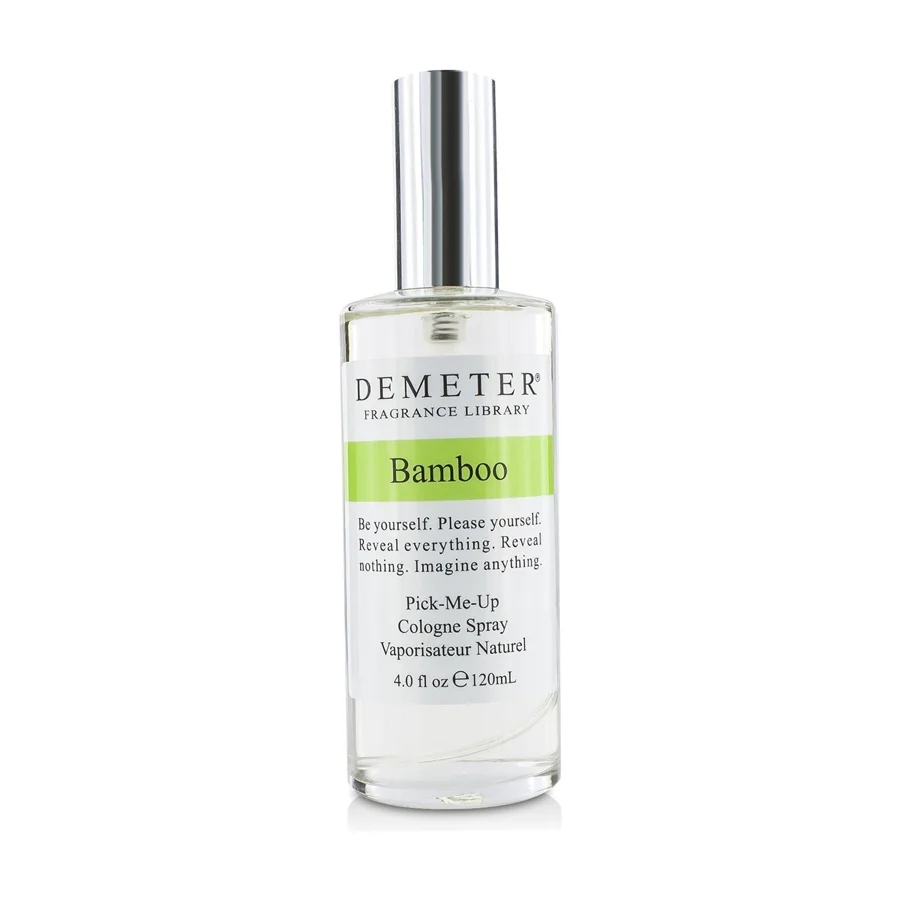 DEMETER®
FRAGRANCE LIBRARY
Bamboo
Be yourself. Please yourself.
Reveal everything. Reveal
nothing. Imagine anything.
Pick-Me-Up
Cologne Spray
Vaporisateur Naturel
4.0 fl oz ℮120mL